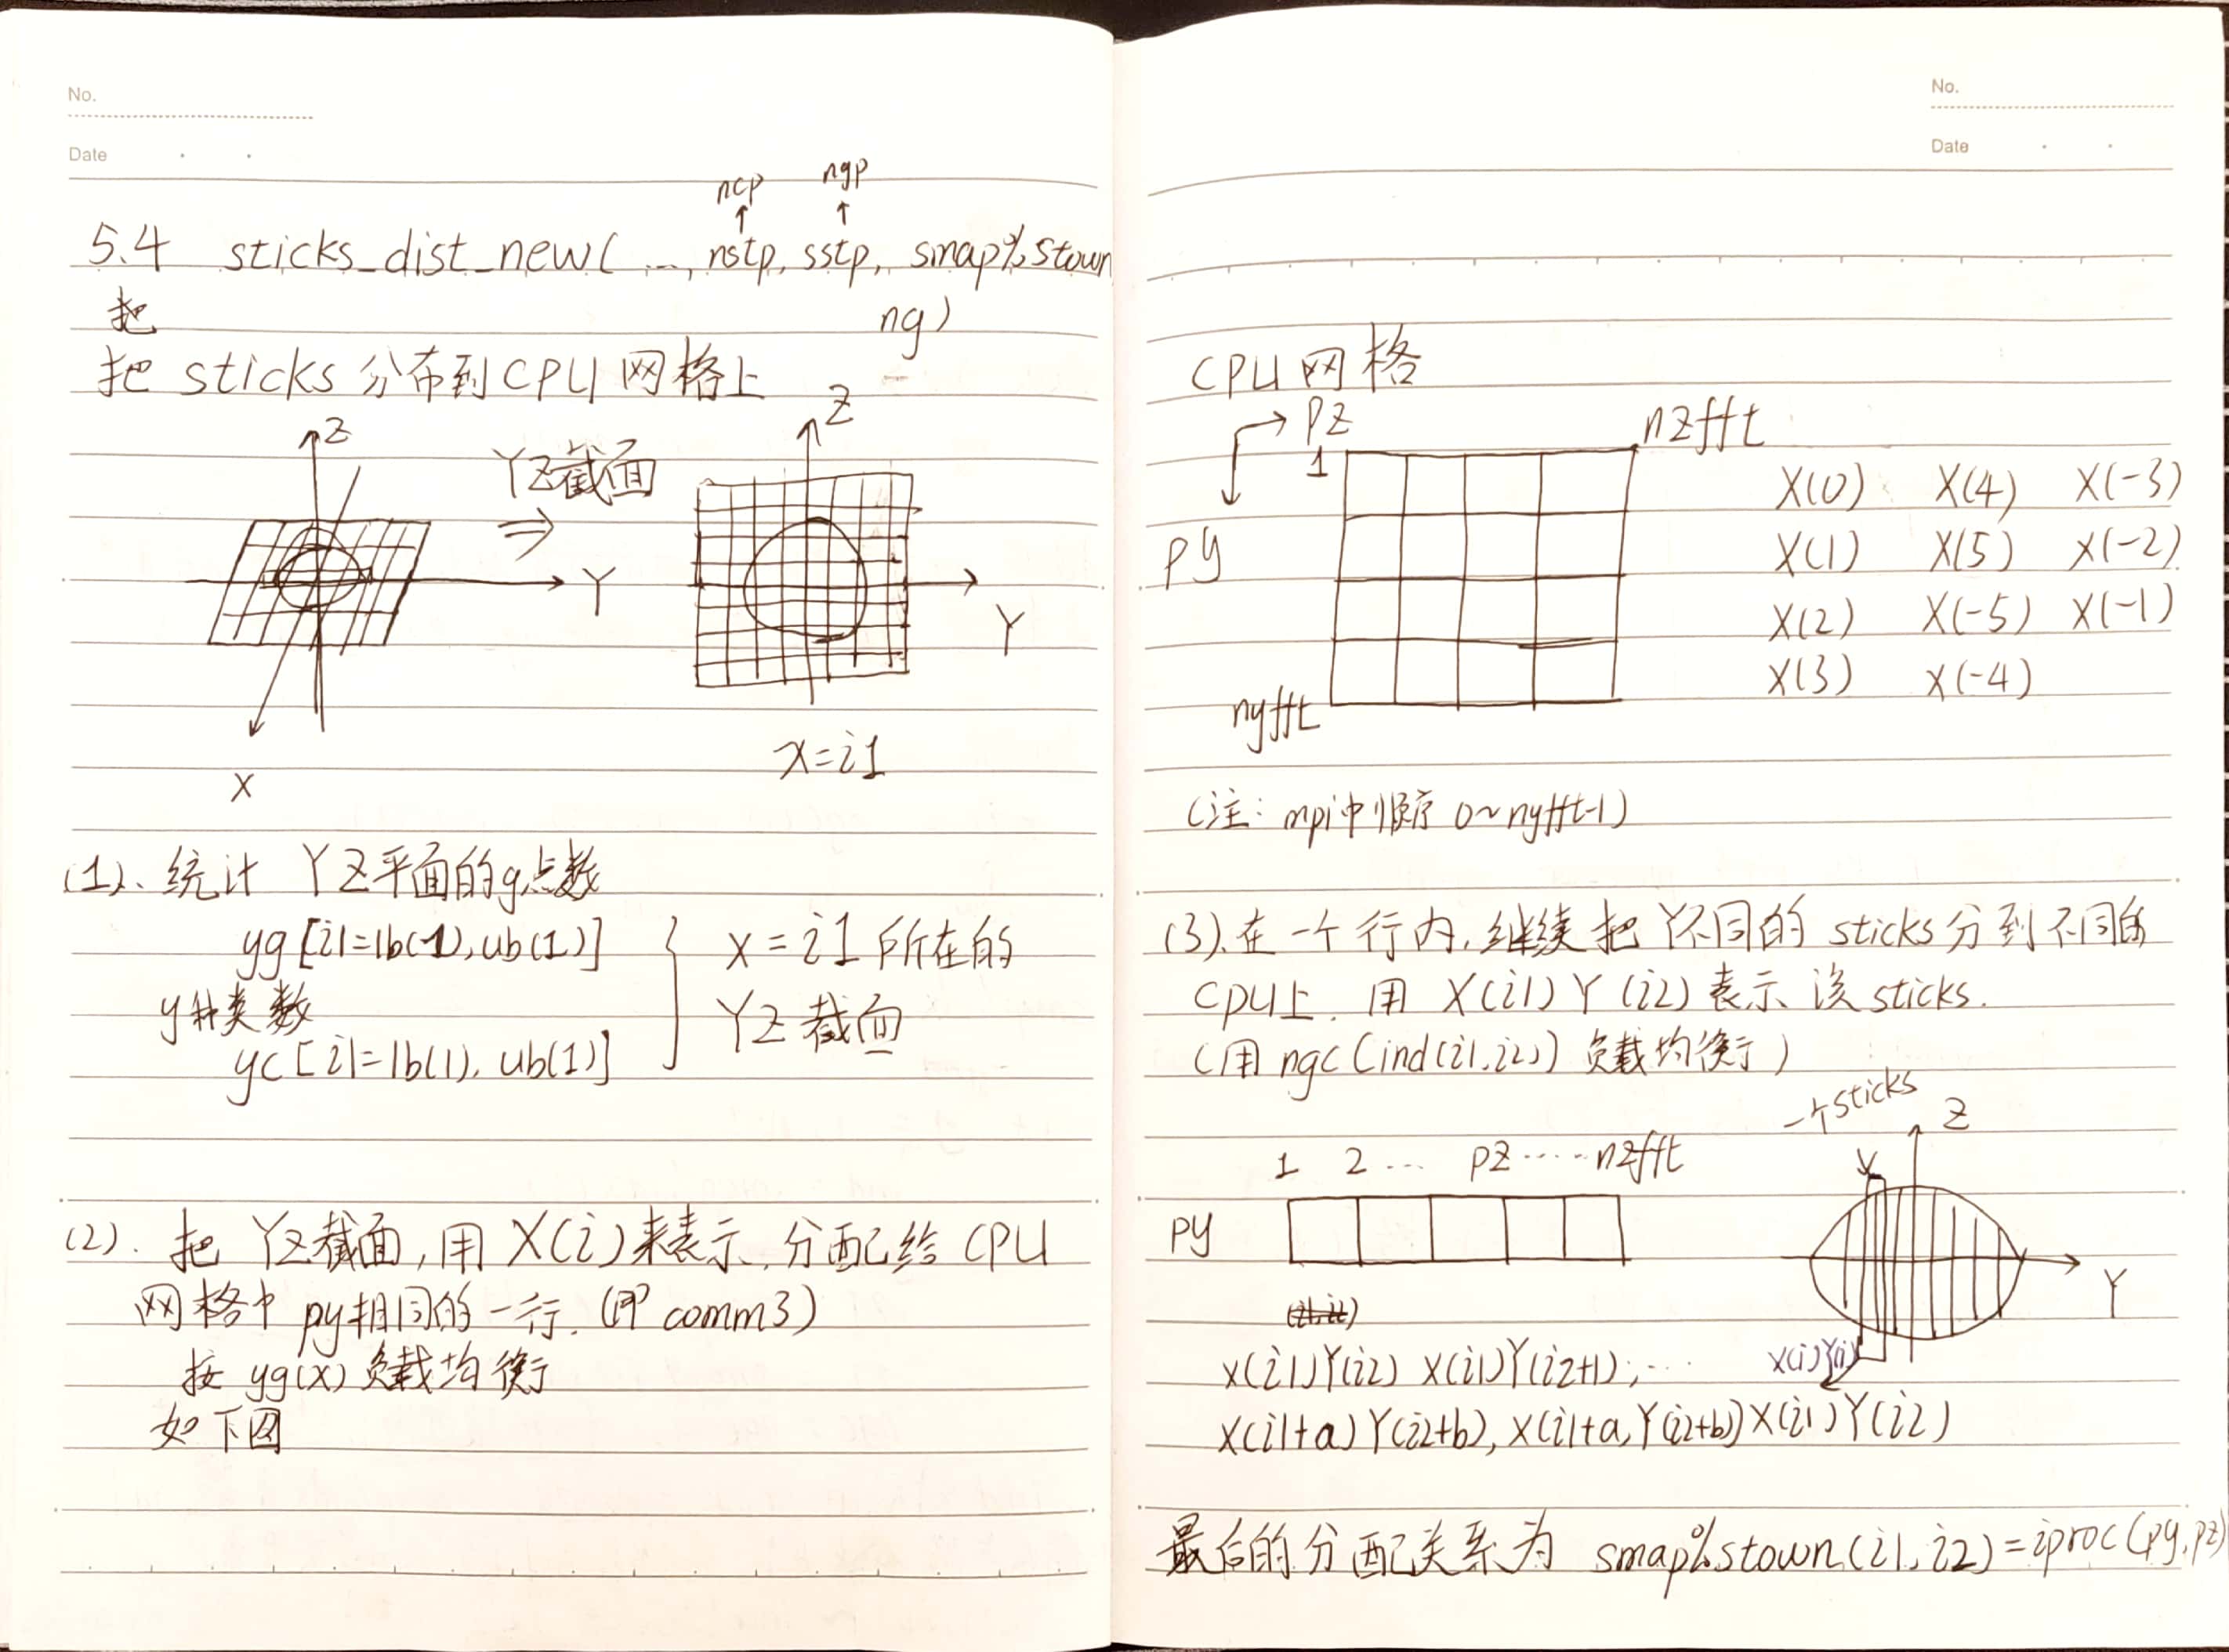 No.
Date
ncp ngp
↑ ↑
5.4 sticks_dist_new( ..., nstp, sstp, smap%stown
把 ng)
把 sticks 分布到CPU 网格上
Z
YZ截面
⇒
Y
X
Z
Y
x=i1
(1)、统计 YZ平面的g点数
yg [i1=lb(1), ub(1)]
y种类数
yc [i1=lb(1), ub(1)]
x = i1 所在的
YZ 截面
(2). 把 YZ截面, 用 X(i)来表示, 分配给 CPU
网格中 py相同的一行. (即 comm3)
按 yg(x) 负载均衡
如下图
No.
Date
CPU 网格
pz
1
nzfft
py
nyfft
X(0) X(4) X(-3)
X(1) X(5) X(-2)
X(2) X(-5) X(-1)
X(3) X(-4)
(注: mpi中顺序 0~nyfft-1)
(3). 在一个行内, 继续把 Y不同的 sticks 分到不同的
CPU上. 用 X(i1) Y(i2) 表示 该 sticks.
(用 ngc(ind(i1,i2)) 负载均衡)
一个sticks
Z
Y
1 2 ... pz ..... nzfft
py
X(i1)Y(i2) X(i1)Y(i2+1), ...
X(i1+a) Y(i2+b), X(i1+a, Y(i2+b)) X(i1)Y(i2)
最后的分配关系为 smap%stown(i1, i2) = iproc(py, pz)